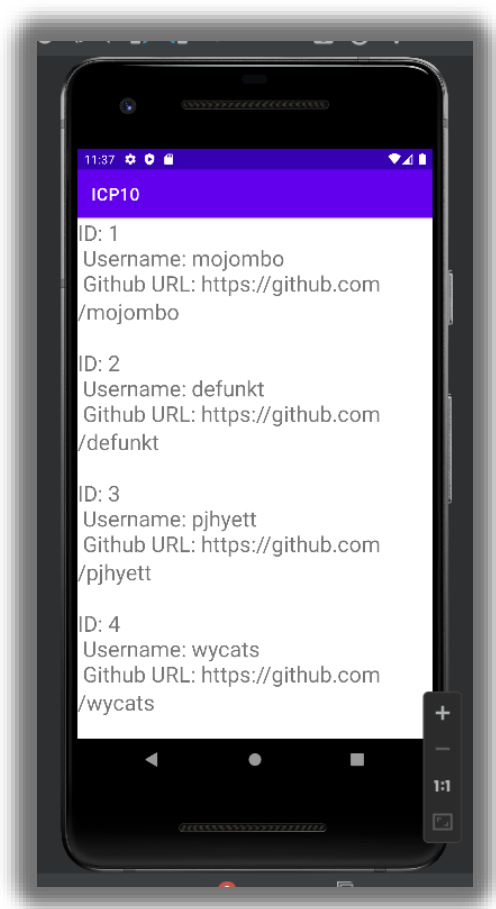 11:37
ICP10
ID: 1
Username: mojombo
Github URL: https://github.com
/mojombo
ID: 2
Username: defunkt
Github URL: https://github.com
/defunkt
ID: 3
Username: pjhyett
Github URL: https://github.com
/pjhyett
ID: 4
Username: wycats
Github URL: https://github.com
/wycats
1:1